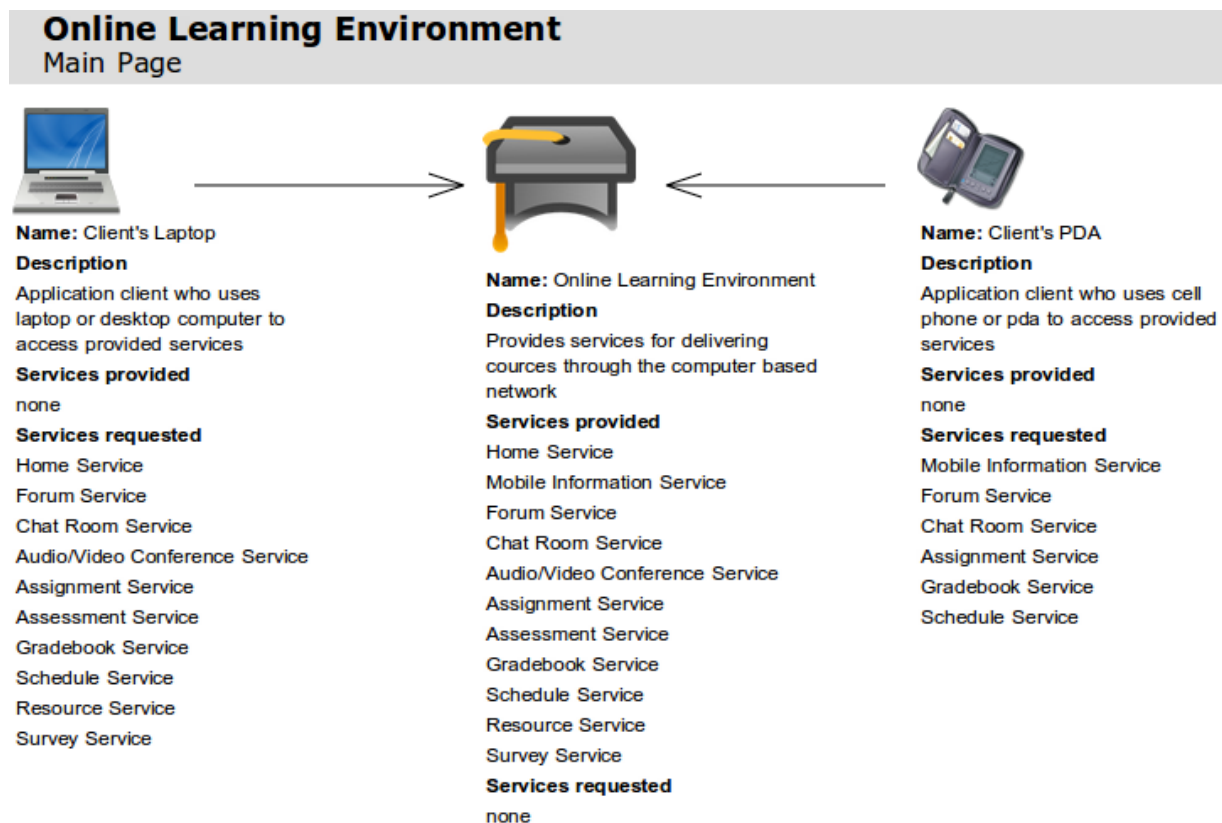 Online Learning Environment
Main Page
Name: Client's Laptop
Description
Application client who uses
laptop or desktop computer to
access provided services
Services provided
none
Services requested
Home Service
Forum Service
Chat Room Service
Audio/Video Conference Service
Assignment Service
Assessment Service
Gradebook Service
Schedule Service
Resource Service
Survey Service
Name: Online Learning Environment
Description
Provides services for delivering
cources through the computer based
network
Services provided
Home Service
Mobile Information Service
Forum Service
Chat Room Service
Audio/Video Conference Service
Assignment Service
Assessment Service
Gradebook Service
Schedule Service
Resource Service
Survey Service
Services requested
none
Name: Client's PDA
Description
Application client who uses cell
phone or pda to access provided
services
Services provided
none
Services requested
Mobile Information Service
Forum Service
Chat Room Service
Assignment Service
Gradebook Service
Schedule Service